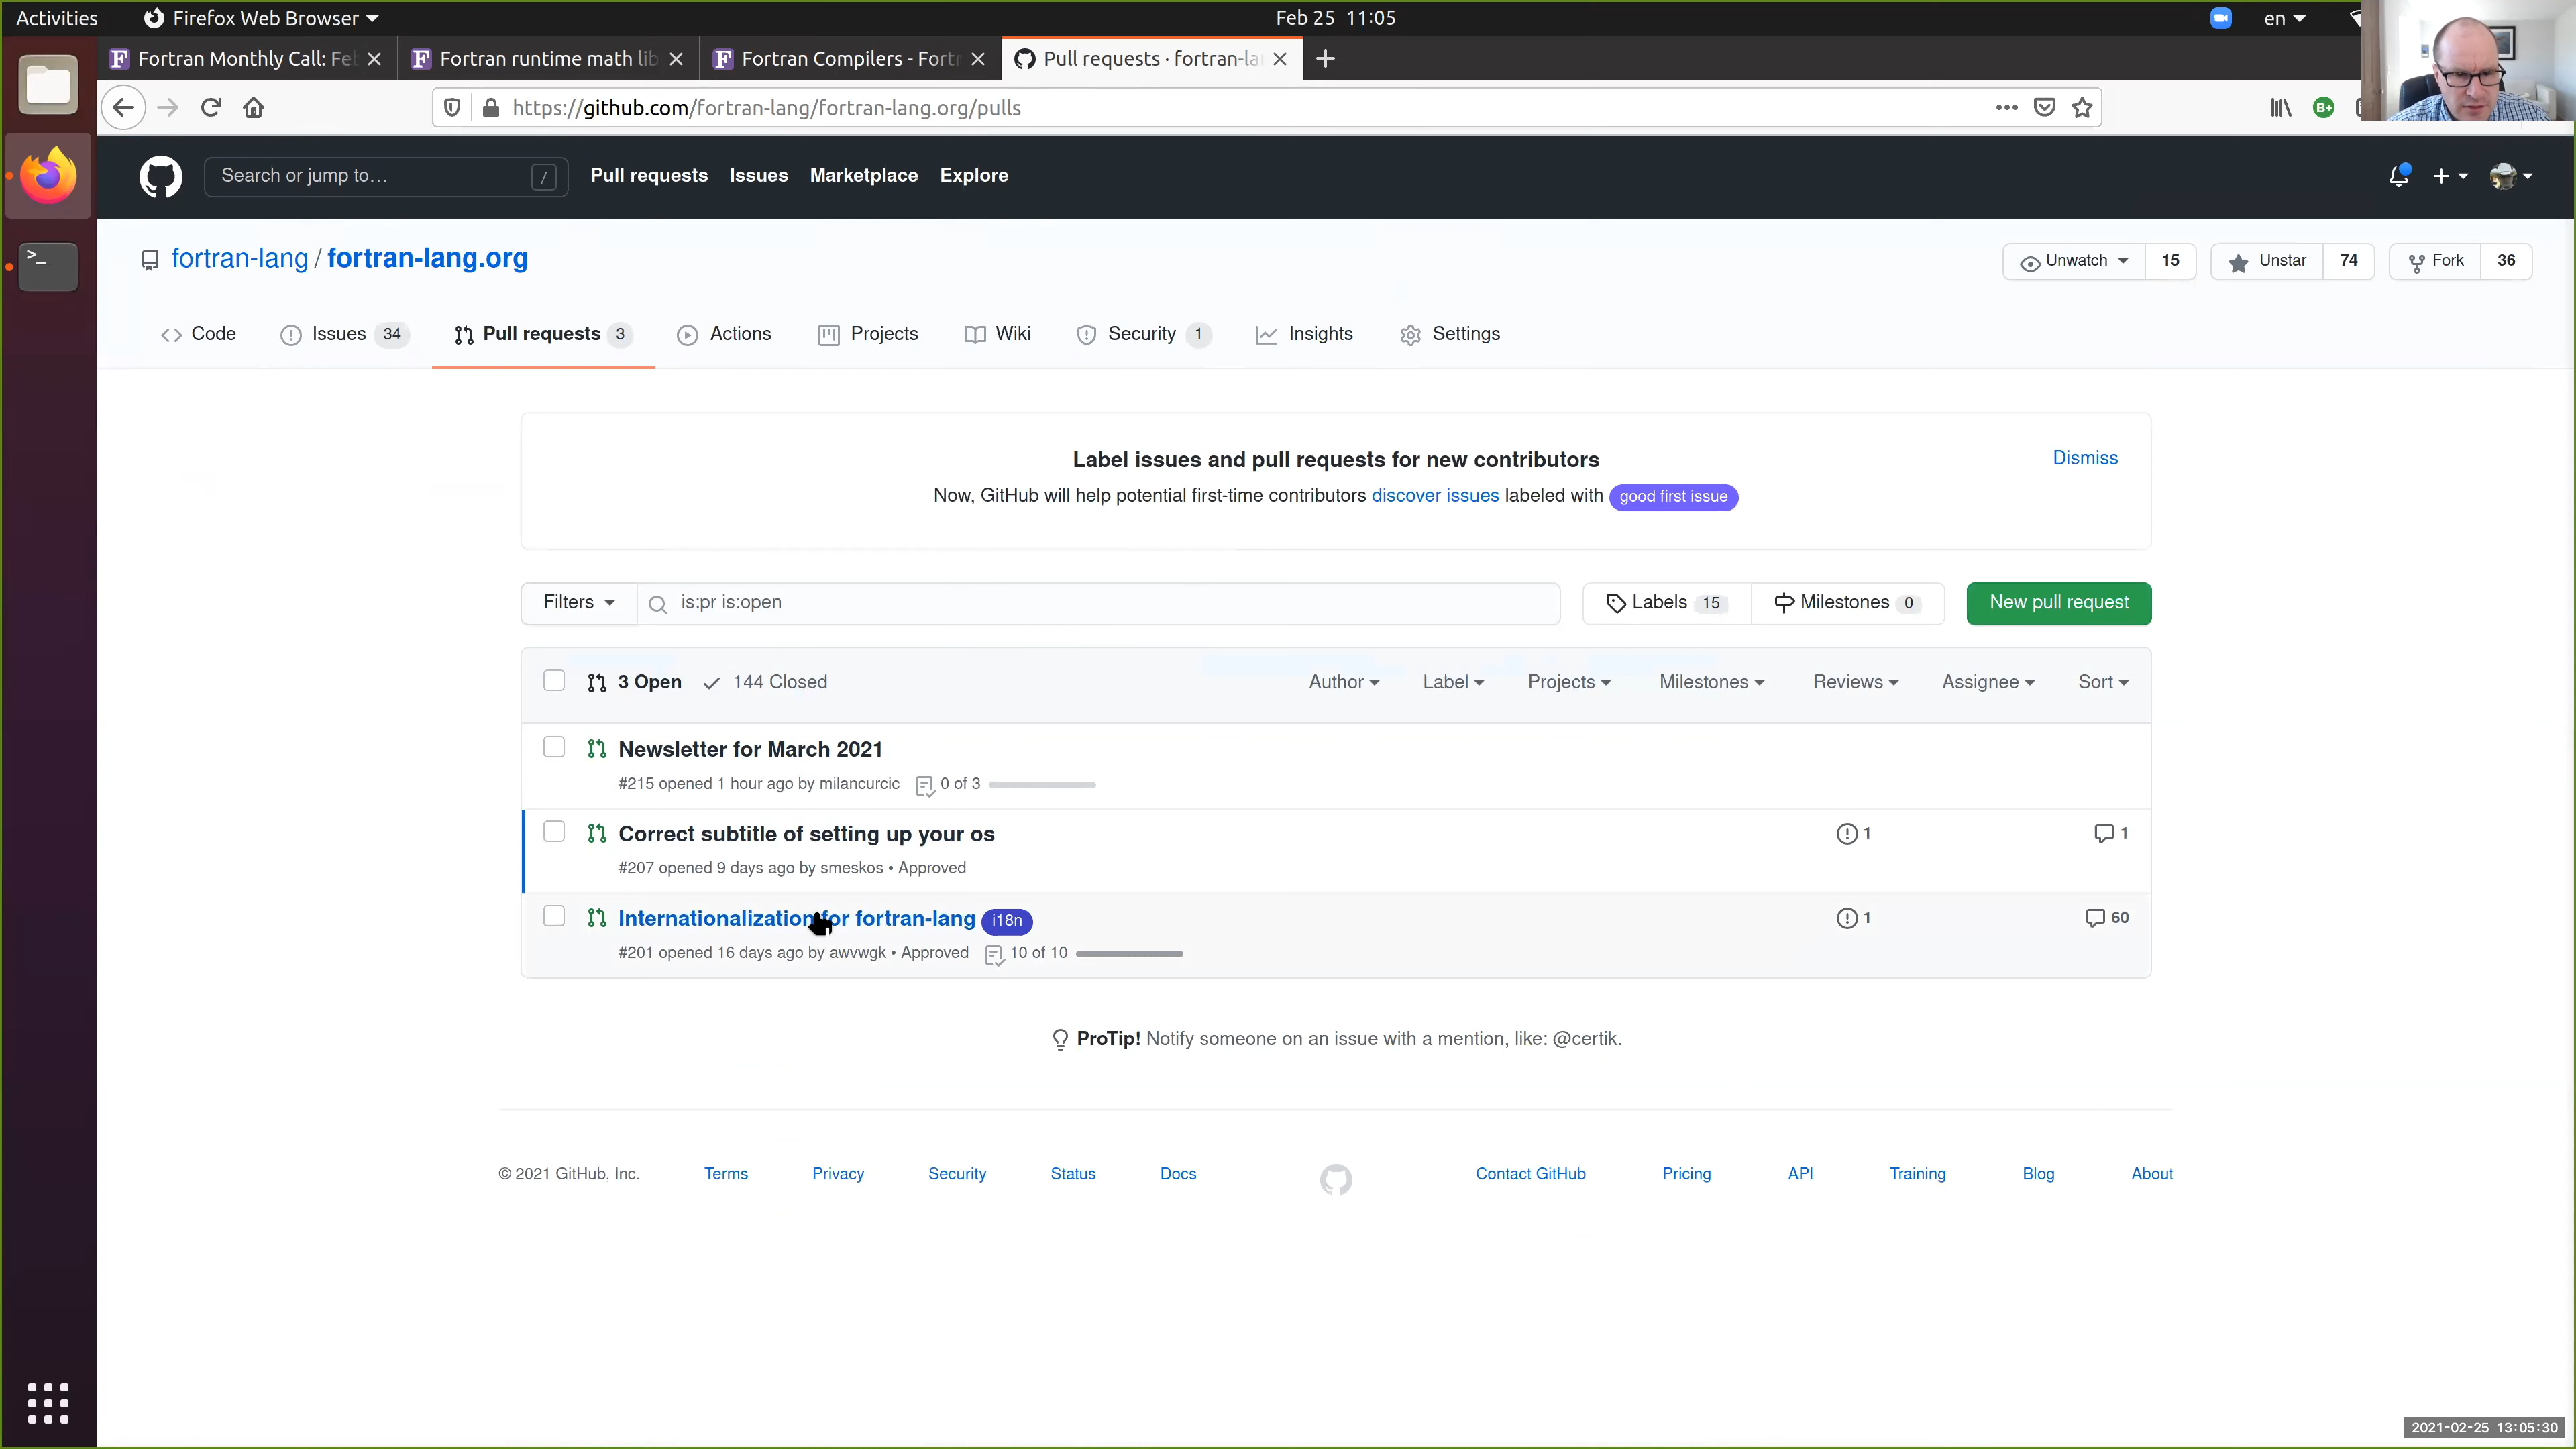 Activities
Firefox Web Browser
Feb 25 11:05
en
Fortran Monthly Call: Fe
Fortran runtime math lib
Fortran Compilers - Fortr
Pull requests · fortran-la
https://github.com/fortran-lang/fortran-lang.org/pulls
B+
Search or jump to…
/
Pull requests
Issues
Marketplace
Explore
fortran-lang / fortran-lang.org
Unwatch 15
Unstar 74
Fork 36
Code
Issues 34
Pull requests 3
Actions
Projects
Wiki
Security 1
Insights
Settings
Label issues and pull requests for new contributors
Dismiss
Now, GitHub will help potential first-time contributors discover issues labeled with good first issue
Filters
is:pr is:open
Labels 15
Milestones 0
New pull request
3 Open
144 Closed
Author
Label
Projects
Milestones
Reviews
Assignee
Sort
Newsletter for March 2021
#215 opened 1 hour ago by milancurcic 0 of 3
Correct subtitle of setting up your os
1
1
#207 opened 9 days ago by smeskos • Approved
Internationalization for fortran-lang i18n
1
60
#201 opened 16 days ago by awvwgk • Approved 10 of 10
ProTip! Notify someone on an issue with a mention, like: @certik.
© 2021 GitHub, Inc.
Terms
Privacy
Security
Status
Docs
Contact GitHub
Pricing
API
Training
Blog
About
2021-02-25 13:05:30